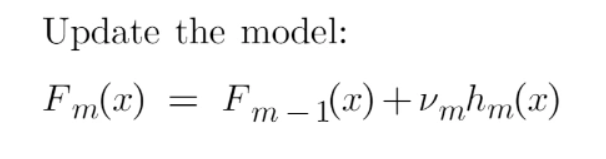 Update the model:
F_m(x) = F_{m-1}(x) + ν_m h_m(x)